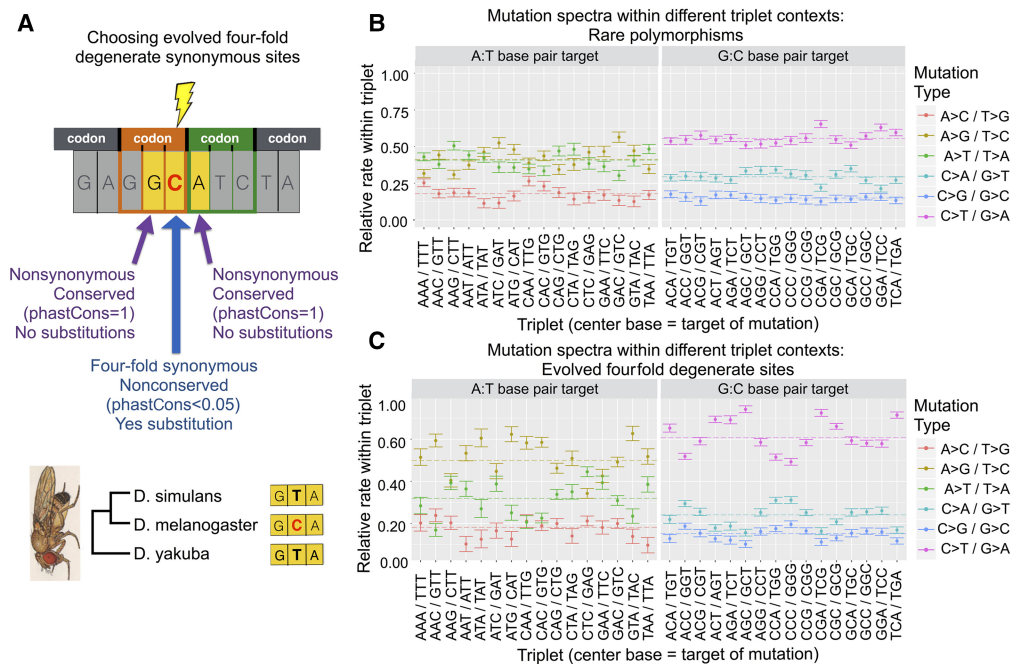 A
Choosing evolved four-fold
degenerate synonymous sites
codon codon codon codon
G A G G C A T C T A
Nonsynonymous
Conserved
(phastCons=1)
No substitutions
Nonsynonymous
Conserved
(phastCons=1)
No substitutions
Four-fold synonymous
Nonconserved
(phastCons<0.05)
Yes substitution
D. simulans G T A
D. melanogaster G C A
D. yakuba G T A
B
Mutation spectra within different triplet contexts:
Rare polymorphisms
A:T base pair target
G:C base pair target
Relative rate within triplet
1.00
0.75
0.50
0.25
0.00
AAA / TTT
AAC / GTT
AAG / CTT
AAT / ATT
ATA / TAT
ATC / GAT
ATG / CAT
CAA / TTG
CAC / GTG
CAG / CTG
CTA / TAG
CTC / GAG
GAA / TTC
GAC / GTC
GTA / TAC
TAA / TTA
ACA / TGT
ACC / GGT
ACG / CGT
ACT / AGT
AGA / TCT
AGC / GCT
AGG / CCT
CCA / TGG
CCC / GGG
CCG / CGG
CGA / TCG
CGC / GCG
GCA / TGC
GCC / GGC
GGA / TCC
TCA / TGA
Triplet (center base = target of mutation)
Mutation
Type
A>C / T>G
A>G / T>C
A>T / T>A
C>A / G>T
C>G / G>C
C>T / G>A
C
Mutation spectra within different triplet contexts:
Evolved fourfold degenerate sites
A:T base pair target
G:C base pair target
Relative rate within triplet
1.00
0.60
0.40
0.20
0.00
AAA / TTT
AAC / GTT
AAG / CTT
AAT / ATT
ATA / TAT
ATC / GAT
ATG / CAT
CAA / TTG
CAC / GTG
CAG / CTG
CTA / TAG
CTC / GAG
GAA / TTC
GAC / GTC
GTA / TAC
TAA / TTA
ACA / TGT
ACC / GGT
ACG / CGT
ACT / AGT
AGA / TCT
AGC / GCT
AGG / CCT
CCA / TGG
CCC / GGG
CCG / CGG
CGA / TCG
CGC / GCG
GCA / TGC
GCC / GGC
GGA / TCC
TCA / TGA
Triplet (center base = target of mutation)
Mutation
Type
A>C / T>G
A>G / T>C
A>T / T>A
C>A / G>T
C>G / G>C
C>T / G>A